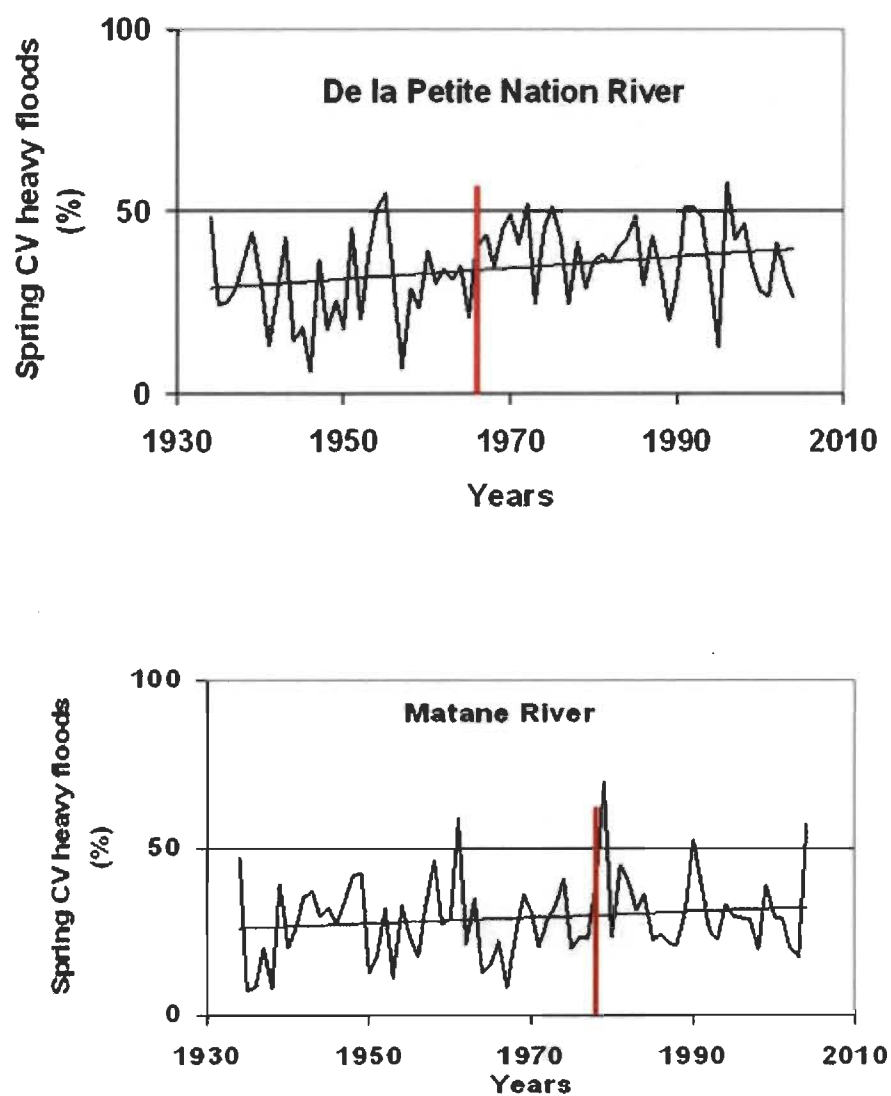 100
De la Petite Nation River
Spring CV heavy floods
(%)
50
0
1930 1950 1970 1990 2010
Years
100
Matane River
Spring CV heavy floods
(%)
50
0
1930 1950 1970 1990 2010
Years